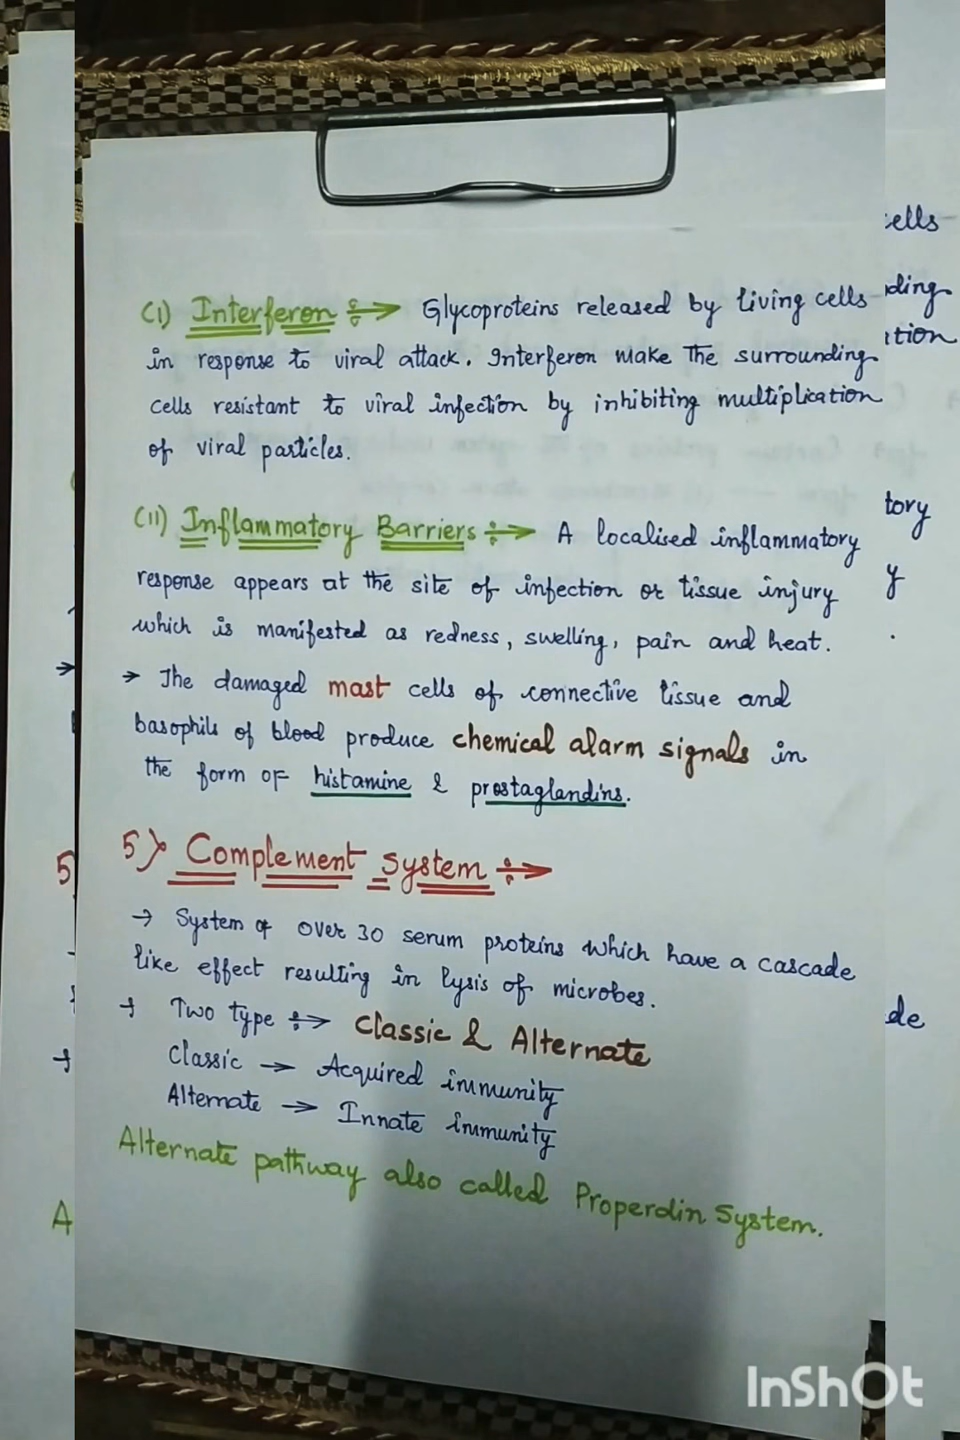 (i) Interferon ÷→ Glycoproteins released by living cells
in response to viral attack. Interferon make the surrounding
cells resistant to viral infection by inhibiting multiplication
of viral particles.
(ii) Inflammatory Barriers ÷→ A localised inflammatory
response appears at the site of infection or tissue injury
which is manifested as redness, swelling, pain and heat.
→ The damaged mast cells of connective tissue and
basophils of blood produce chemical alarm signals in
the form of histamine & prostaglandins.
5) Complement System ÷→
→ System of over 30 serum proteins which have a cascade
like effect resulting in lysis of microbes.
→ Two type ÷→ Classic & Alternate
Classic → Acquired immunity
Alternate → Innate immunity
Alternate pathway also called Properdin System.
cells
ding
tion
tory
y
.
de
→
5
A
InShOt